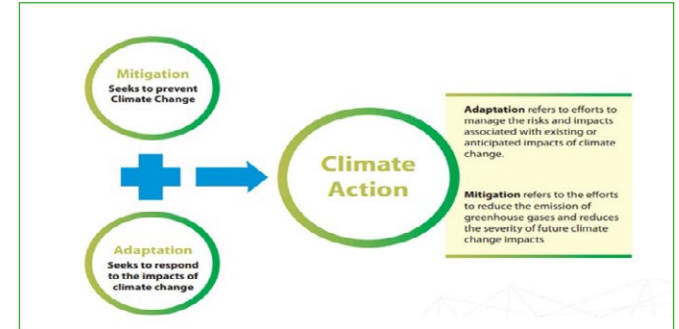 Mitigation
Seeks to prevent
Climate Change
Adaptation
Seeks to respond
to the impacts of
climate change
Climate
Action
Adaptation refers to efforts to
manage the risks and impacts
associated with existing or
anticipated impacts of climate
change.
Mitigation refers to the efforts
to reduce the emission of
greenhouse gases and reduces
the severity of future climate
change impacts